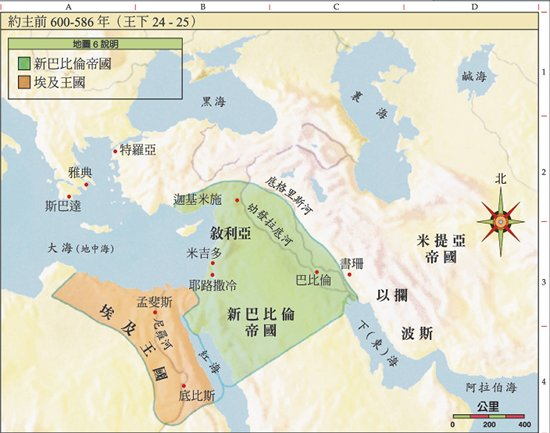 約主前 600-586 年（王下 24 - 25）
A B C D
地圖 6 說明
新巴比倫帝國
埃及王國
1
鹹海
黑海
裏海
特羅亞
雅典
2
斯巴達
迦基米施
底格里斯河
幼發拉底河
北
大海(地中海)
敘利亞
米提亞
帝國
米吉多
耶路撒冷
巴比倫
書珊
3
孟斐斯
尼羅河
埃及王國
新巴比倫
帝國
以攔
波斯
紅海
下（東）海
底比斯
阿拉伯海
4
公里
0 200 400